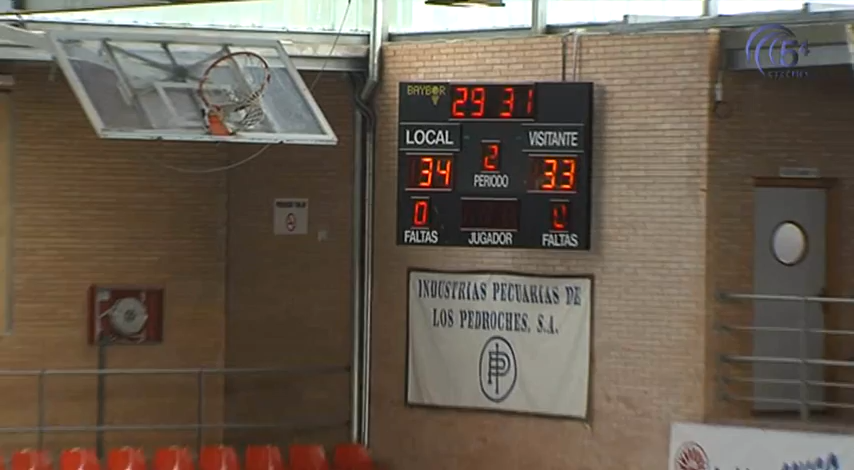 BAYBOR
29 31
LOCAL
VISITANTE
34
2
33
PERIODO
0
0
FALTAS
JUGADOR
FALTAS
INDUSTRIAS PECUARIAS DE
LOS PEDROCHES, S.A.